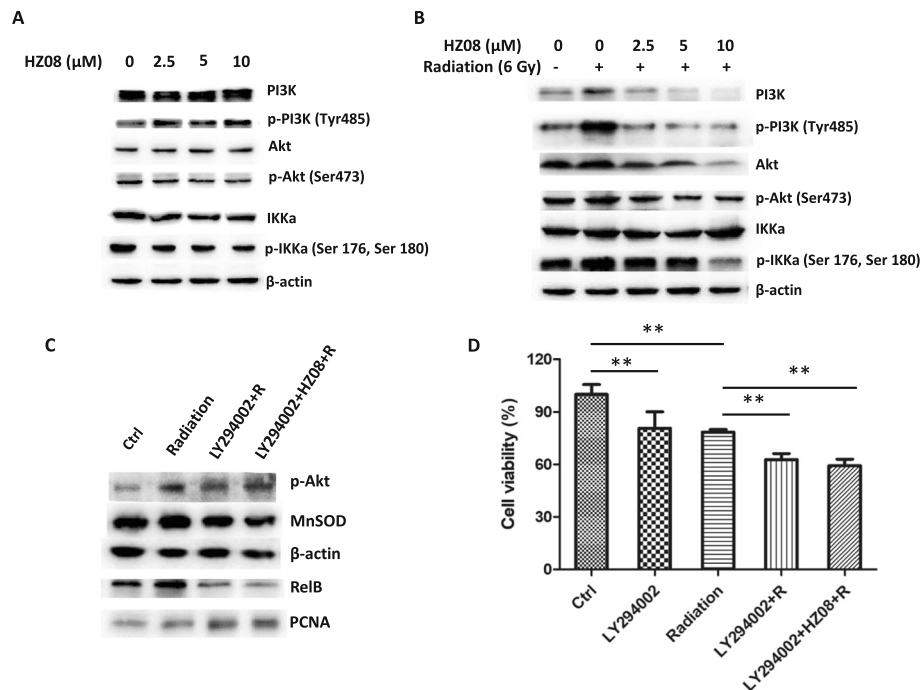 A
HZ08 (μM) 0 2.5 5 10
PI3K
p-PI3K (Tyr485)
Akt
p-Akt (Ser473)
IKKa
p-IKKa (Ser 176, Ser 180)
β-actin
B
HZ08 (μM) 0 0 2.5 5 10
Radiation (6 Gy) - + + + +
PI3K
p-PI3K (Tyr485)
Akt
p-Akt (Ser473)
IKKa
p-IKKa (Ser 176, Ser 180)
β-actin
C
Ctrl Radiation LY294002+R LY294002+HZ08+R
p-Akt
MnSOD
β-actin
RelB
PCNA
D
**
**
**
**
Cell viability (%)
120
90
60
30
0
Ctrl LY294002 Radiation LY294002+R LY294002+HZ08+R